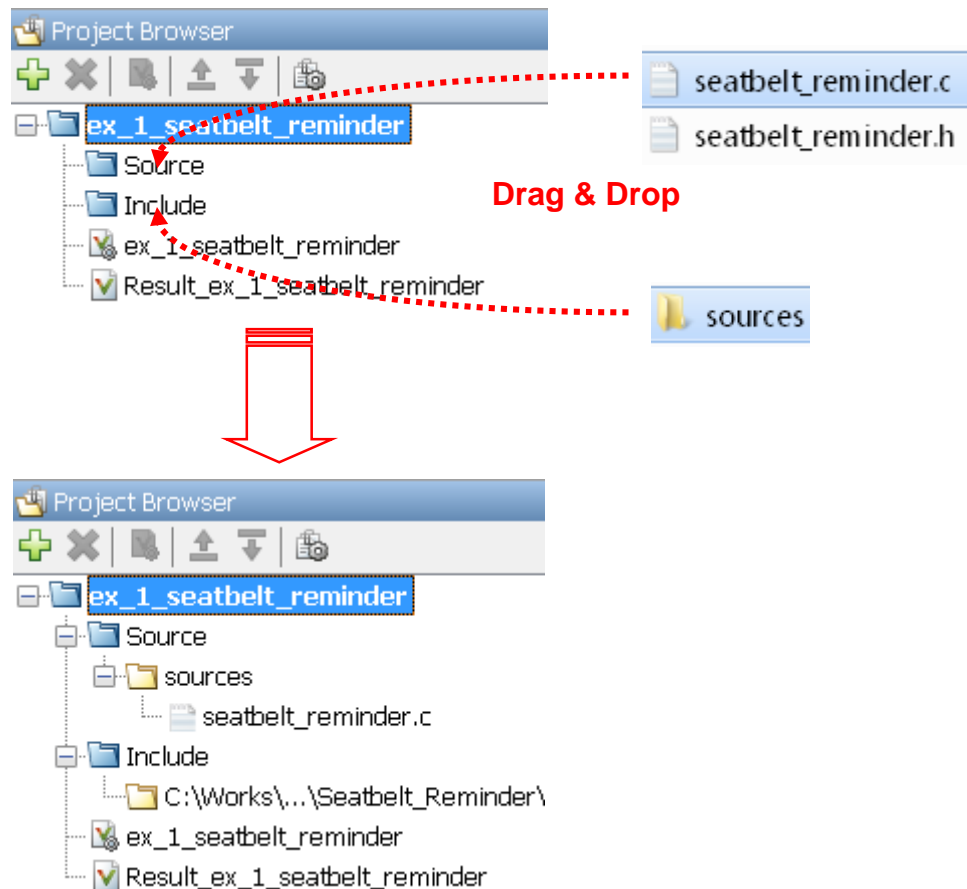 Project Browser
ex_1_seatbelt_reminder
Source
Include
ex_1_seatbelt_reminder
Result_ex_1_seatbelt_reminder
seatbelt_reminder.c
seatbelt_reminder.h
Drag & Drop
sources
Project Browser
ex_1_seatbelt_reminder
Source
sources
seatbelt_reminder.c
Include
C:\Works\...\Seatbelt_Reminder\
ex_1_seatbelt_reminder
Result_ex_1_seatbelt_reminder